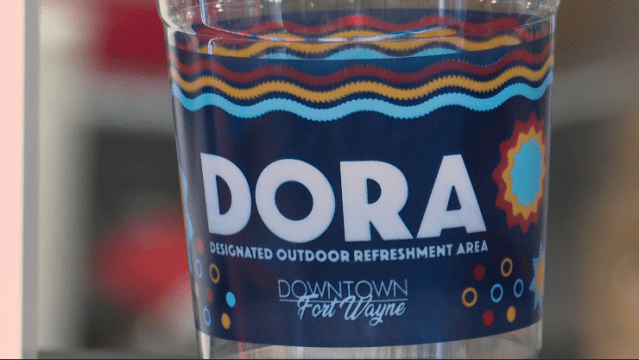 DORA
DESIGNATED OUTDOOR REFRESHMENT AREA
DOWNTOWN
Fort Wayne